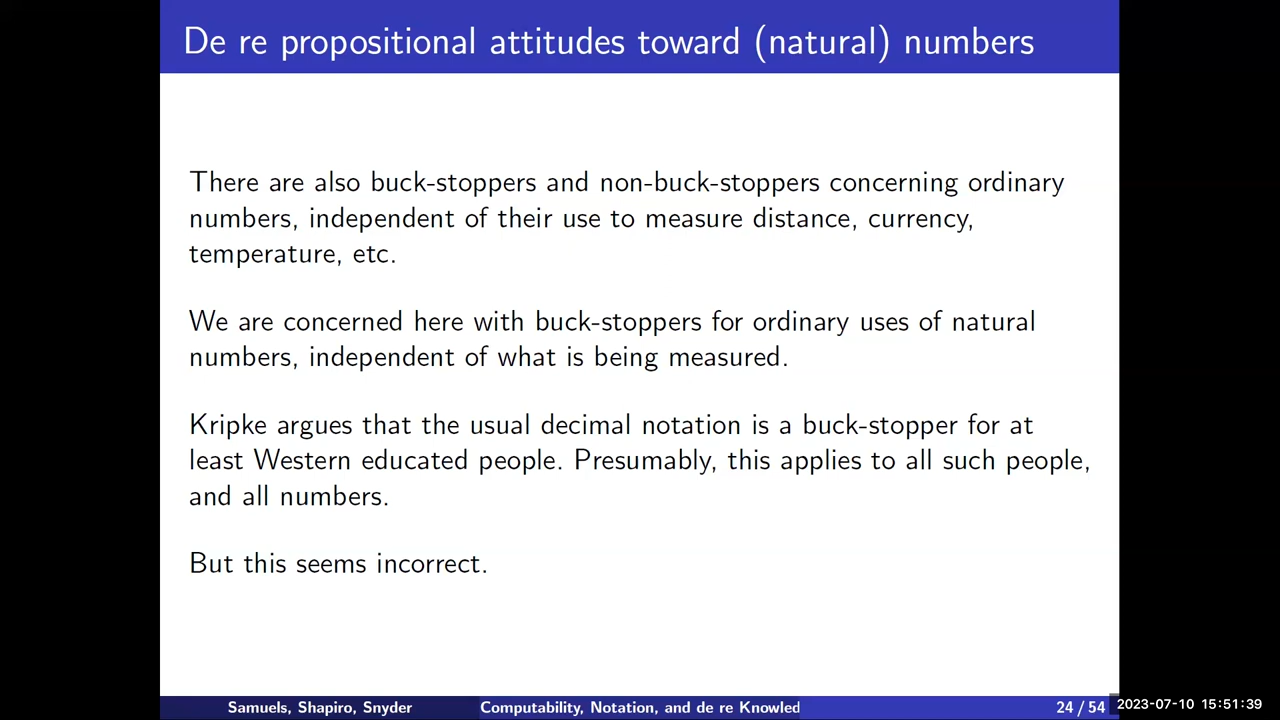 De re propositional attitudes toward (natural) numbers
There are also buck-stoppers and non-buck-stoppers concerning ordinary
numbers, independent of their use to measure distance, currency,
temperature, etc.
We are concerned here with buck-stoppers for ordinary uses of natural
numbers, independent of what is being measured.
Kripke argues that the usual decimal notation is a buck-stopper for at
least Western educated people. Presumably, this applies to all such people,
and all numbers.
But this seems incorrect.
Samuels, Shapiro, Snyder
Computability, Notation, and de re Knowled
24 / 54
2023-07-10 15:51:39